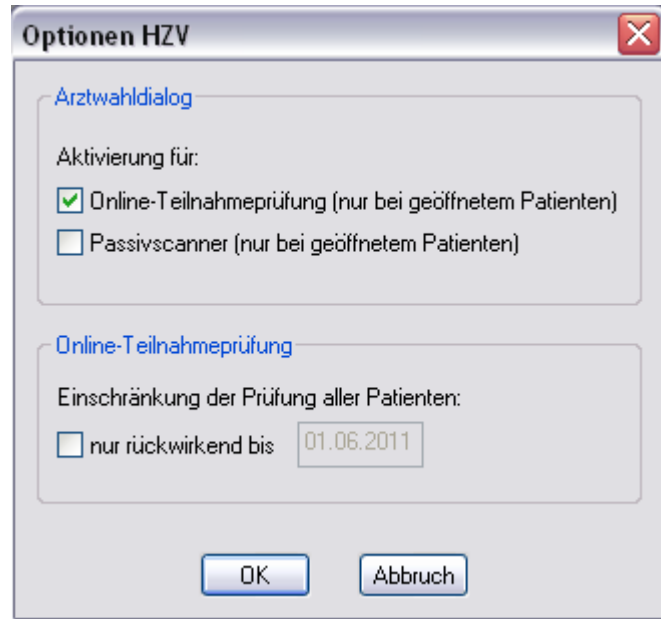 Optionen HZV
Arztwahldialog
Aktivierung für:
Online-Teilnahmeprüfung (nur bei geöffnetem Patienten)
Passivscanner (nur bei geöffnetem Patienten)
Online-Teilnahmeprüfung
Einschränkung der Prüfung aller Patienten:
nur rückwirkend bis 01.06.2011
OK Abbruch